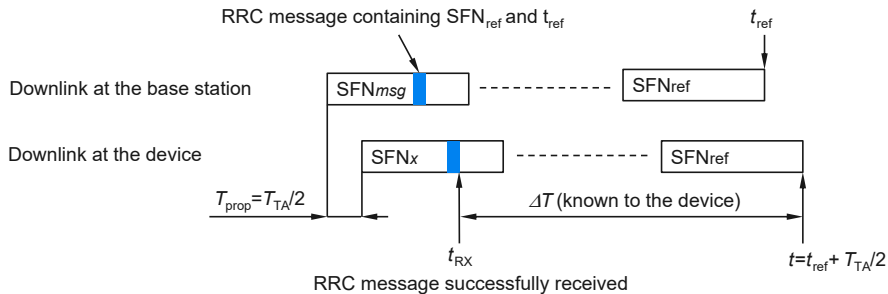 RRC message containing SFNref and tref
tref
Downlink at the base station
SFNmsg
SFNref
Downlink at the device
SFNx
SFNref
Tprop=TTA/2
ΔT (known to the device)
tRX
t=tref+ TTA/2
RRC message successfully received